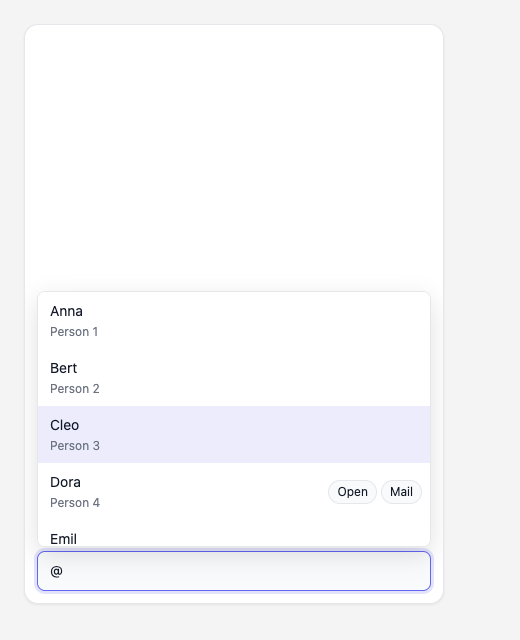 Anna
Person 1
Bert
Person 2
Cleo
Person 3
Dora
Person 4
Open Mail
Emil
@